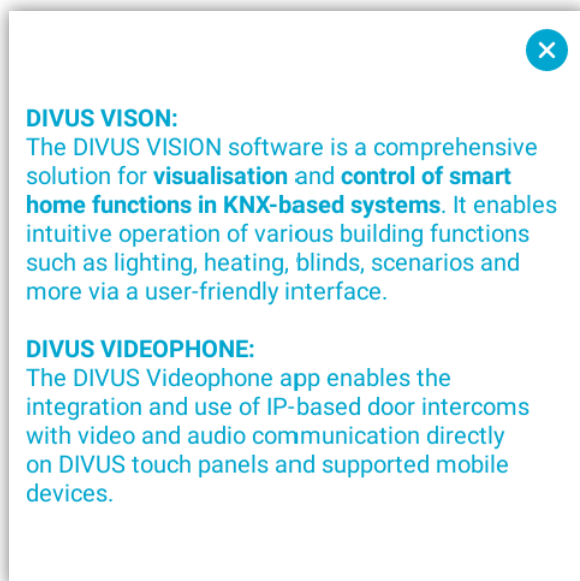 DIVUS VISON:
The DIVUS VISION software is a comprehensive
solution for visualisation and control of smart
home functions in KNX-based systems. It enables
intuitive operation of various building functions
such as lighting, heating, blinds, scenarios and
more via a user-friendly interface.
DIVUS VIDEOPHONE:
The DIVUS Videophone app enables the
integration and use of IP-based door intercoms
with video and audio communication directly
on DIVUS touch panels and supported mobile
devices.